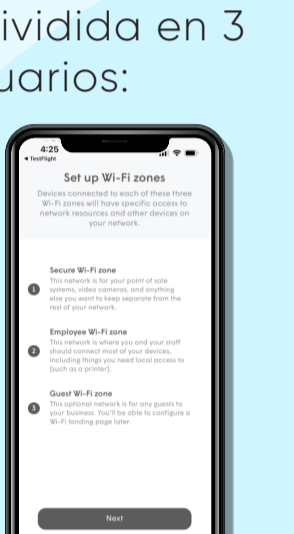 ividida en 3
uarios:
4:25
◂ TestFlight
Set up Wi-Fi zones
Devices connected to each of these three
Wi-Fi zones will have specific access to
network resources and other devices on
your network.
Secure Wi-Fi zone
1 This network is for your point of sale
systems, video cameras, and anything
else you want to keep separate from the
rest of your network.
Employee Wi-Fi zone
2 This network is where you and your staff
should connect most of your devices,
including things you need local access to
(such as a printer).
Guest Wi-Fi zone
3 This optional network is for any guests to
your business. You'll be able to configure a
Wi-Fi landing page later.
Next